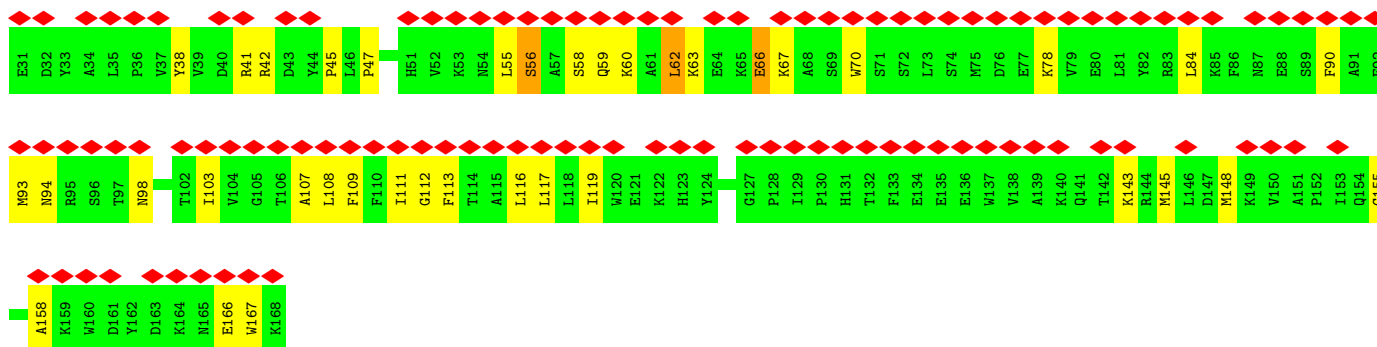 E31 D32 Y33 A34 L35 P36 V37 Y38 V39 D40 R41 R42 D43 Y44 P45 L46 P47 H51 V52 K53 N54 L55 S56 A57 S58 Q59 K60 A61 L62 K63 E64 K65 E66 K67 A68 S69 W70 S71 S72 L73 S74 M75 D76 E77 K78 V79 E80 L81 Y82 R83 L84 K85 F86 N87 E88 S89 F90 A91
M93 N94 R95 S96 T97 N98 T102 I103 V104 G105 T106 A107 L108 F109 F110 I111 G112 F113 T114 A115 L116 L117 L118 I119 W120 E121 K122 H123 Y124 G127 P128 I129 P130 H131 T132 F133 E134 E135 E136 W137 V138 A139 K140 Q141 T142 K143 R144 M145 L146 D147 M148 K149 V150 A151 P152 I153 Q154 G155
A158 K159 W160 D161 Y162 D163 K164 N165 E166 W167 K168